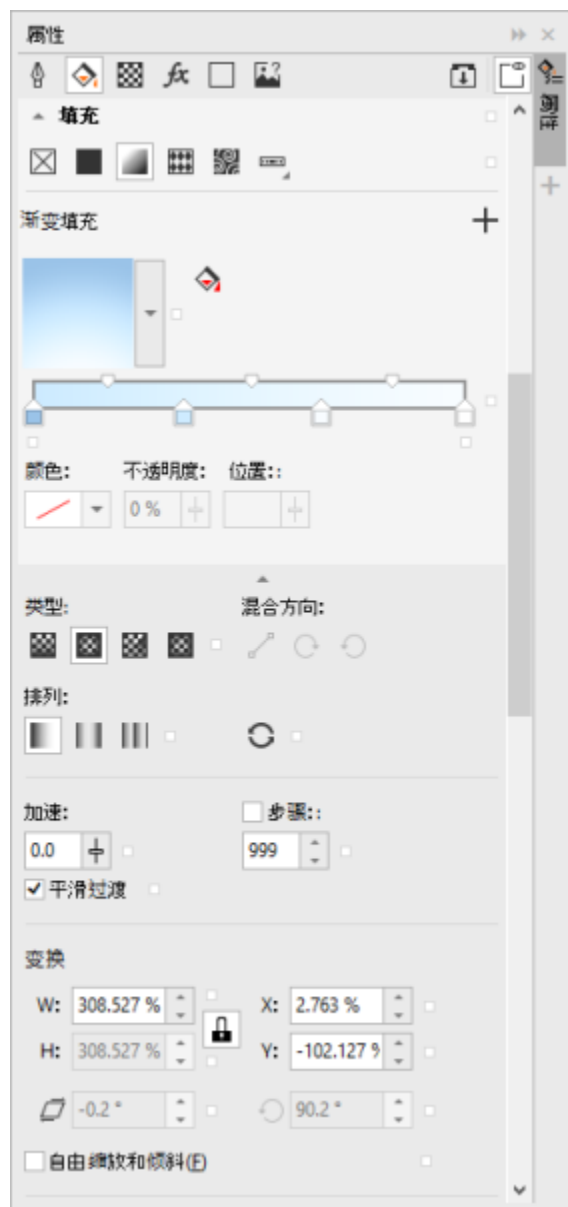 属性
fx
填充
渐变填充
颜色: 不透明度: 位置::
0 %
类型: 混合方向:
排列:
加速: 步骤::
0.0 999
平滑过渡
变换
W: 308.527 % X: 2.763 %
H: 308.527 % Y: -102.127 %
-0.2 ° 90.2 °
自由缩放和倾斜(F)